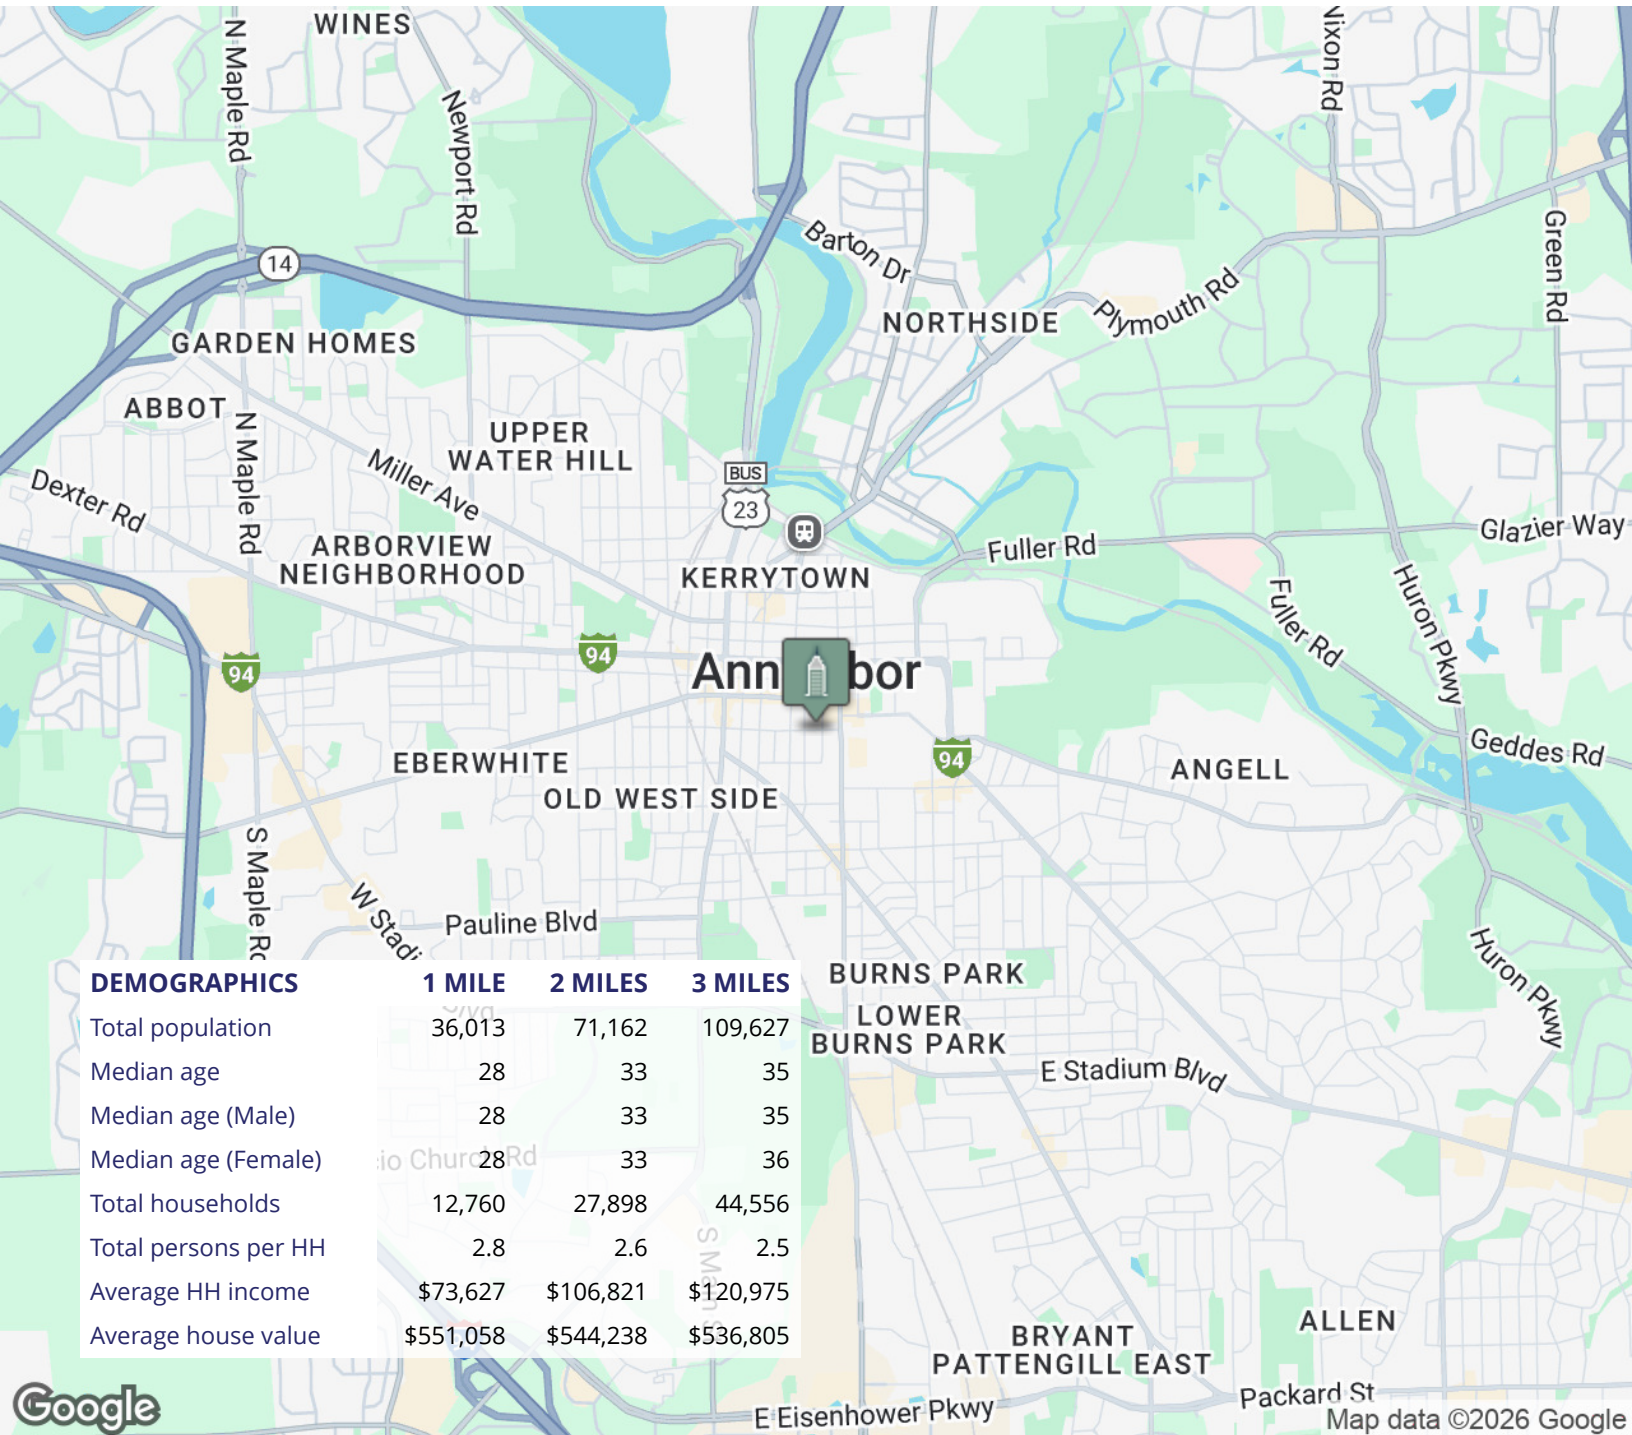 WINES
N Maple Rd
Newport Rd
Nixon Rd
Barton Dr
Green Rd
14
Plymouth Rd
NORTHSIDE
GARDEN HOMES
ABBOT
N Maple Rd
UPPER
WATER HILL
Miller Ave
Dexter Rd
BUS
23
Glazier Way
ARBORVIEW
NEIGHBORHOOD
Fuller Rd
KERRYTOWN
Fuller Rd
Huron Pkwy
94
94
Ann
bor
94
Geddes Rd
EBERWHITE
ANGELL
OLD WEST SIDE
S Maple Rd
W Stadi
Pauline Blvd
Huron Pkwy
BURNS PARK
LOWER
BURNS PARK
E Stadium Blvd
DEMOGRAPHICS 1 MILE 2 MILES 3 MILES
Blvd
Total population 36,013 71,162 109,627
Median age 28 33 35
Median age (Male) 28 33 35
Median age (Female) 28 33 36
cio Church Rd
Total households 12,760 27,898 44,556
Total persons per HH 2.8 2.6 2.5
Average HH income $73,627 $106,821 $120,975
Average house value $551,058 $544,238 $536,805
S Main S
ALLEN
BRYANT
PATTENGILL EAST
Packard St
E Eisenhower Pkwy
Google
Map data ©2026 Google